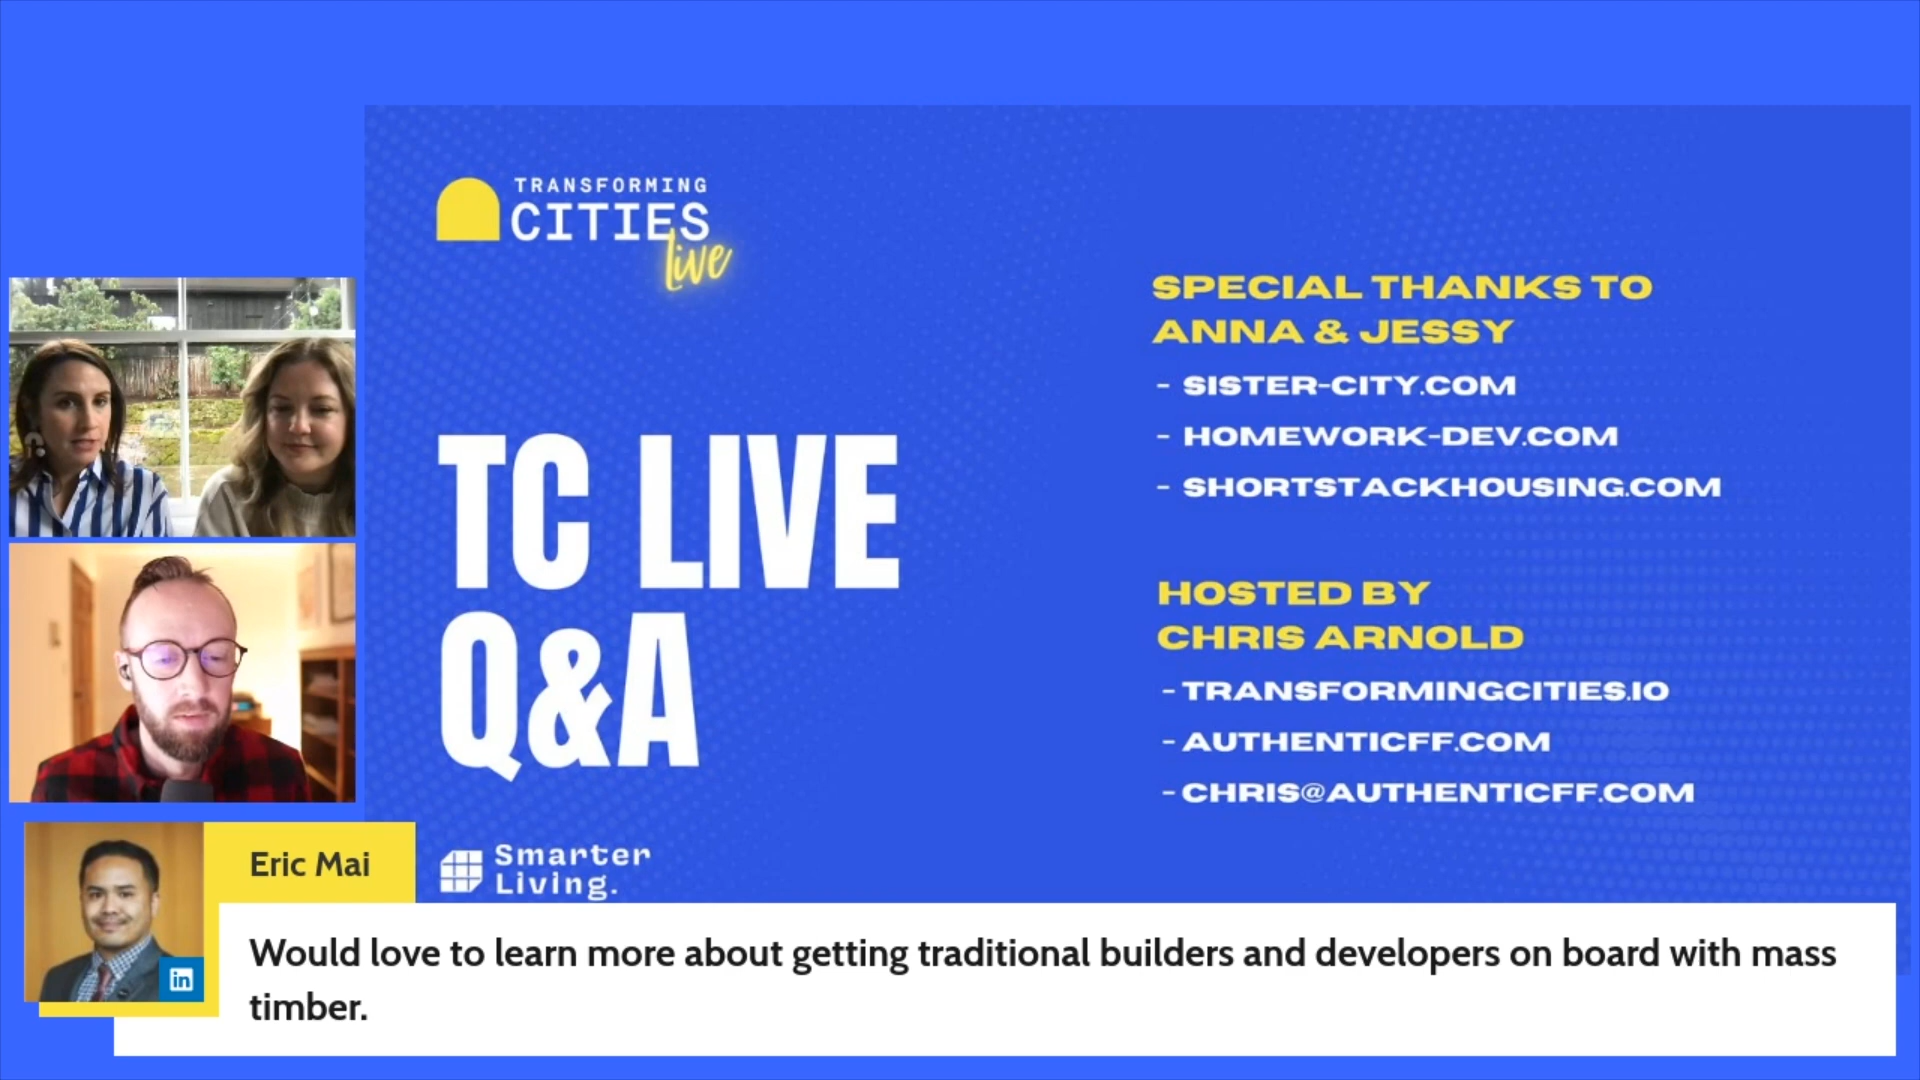 TRANSFORMING
CITIES
live
TC LIVE
Q&A
SPECIAL THANKS TO
ANNA & JESSY
- SISTER-CITY.COM
- HOMEWORK-DEV.COM
- SHORTSTACKHOUSING.COM
HOSTED BY
CHRIS ARNOLD
- TRANSFORMINGCITIES.IO
- AUTHENTICFF.COM
- CHRIS@AUTHENTICFF.COM
Smarter
Living.
Eric Mai
in
Would love to learn more about getting traditional builders and developers on board with mass
timber.